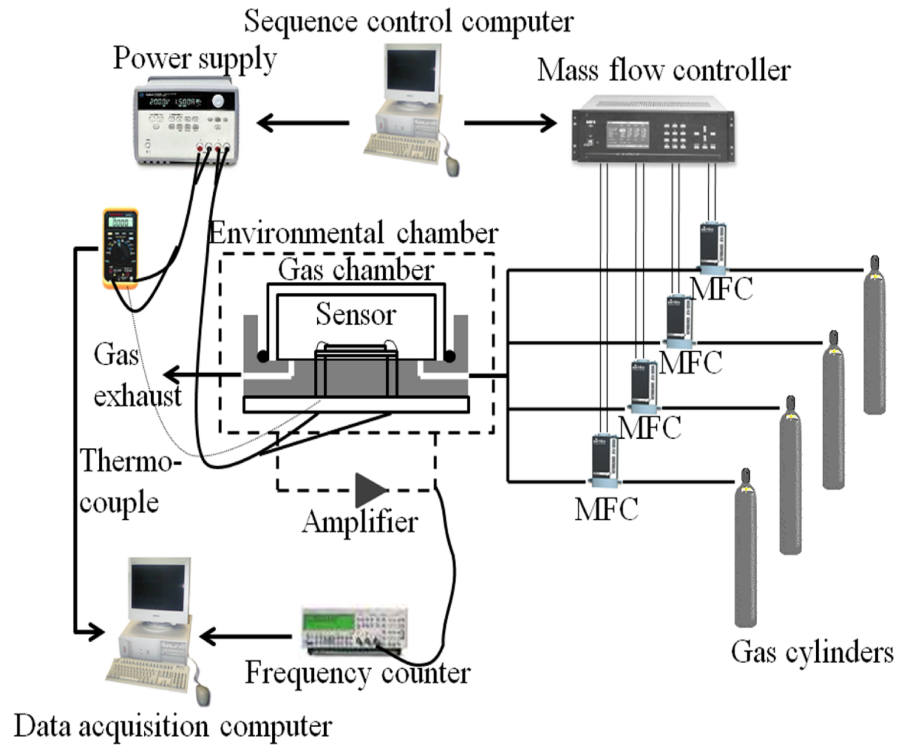 Sequence control computer
Power supply
Mass flow controller
Environmental chamber
Gas chamber
Sensor
MFC
MFC
MFC
MFC
Gas
exhaust
Thermo-
couple
Amplifier
Gas cylinders
Frequency counter
Data acquisition computer